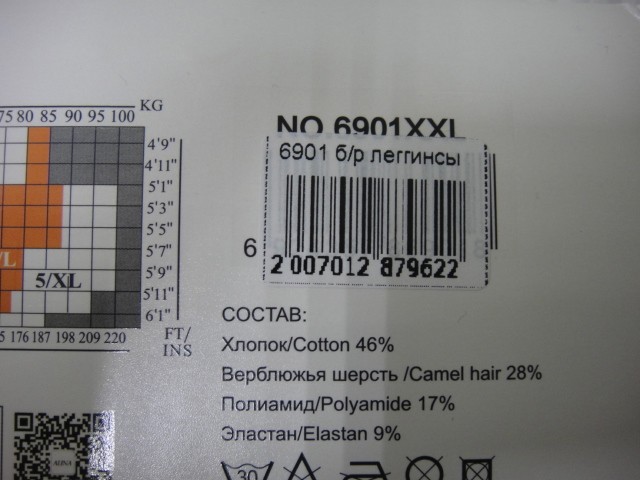 75 80 85 90 95 100 KG
4'9"
4'11"
5'1"
5'3"
5'5"
5'7"
5'9"
5'11"
6'1"
/L
5/XL
176 187 198 209 220 FT/
INS
NO.6901XXL
6901 б/р леггинсы
6
2 007012 879622
СОСТАВ:
Хлопок/Cotton 46%
Верблюжья шерсть /Camel hair 28%
Полиамид/Polyamide 17%
Эластан/Elastan 9%
30
ALINA